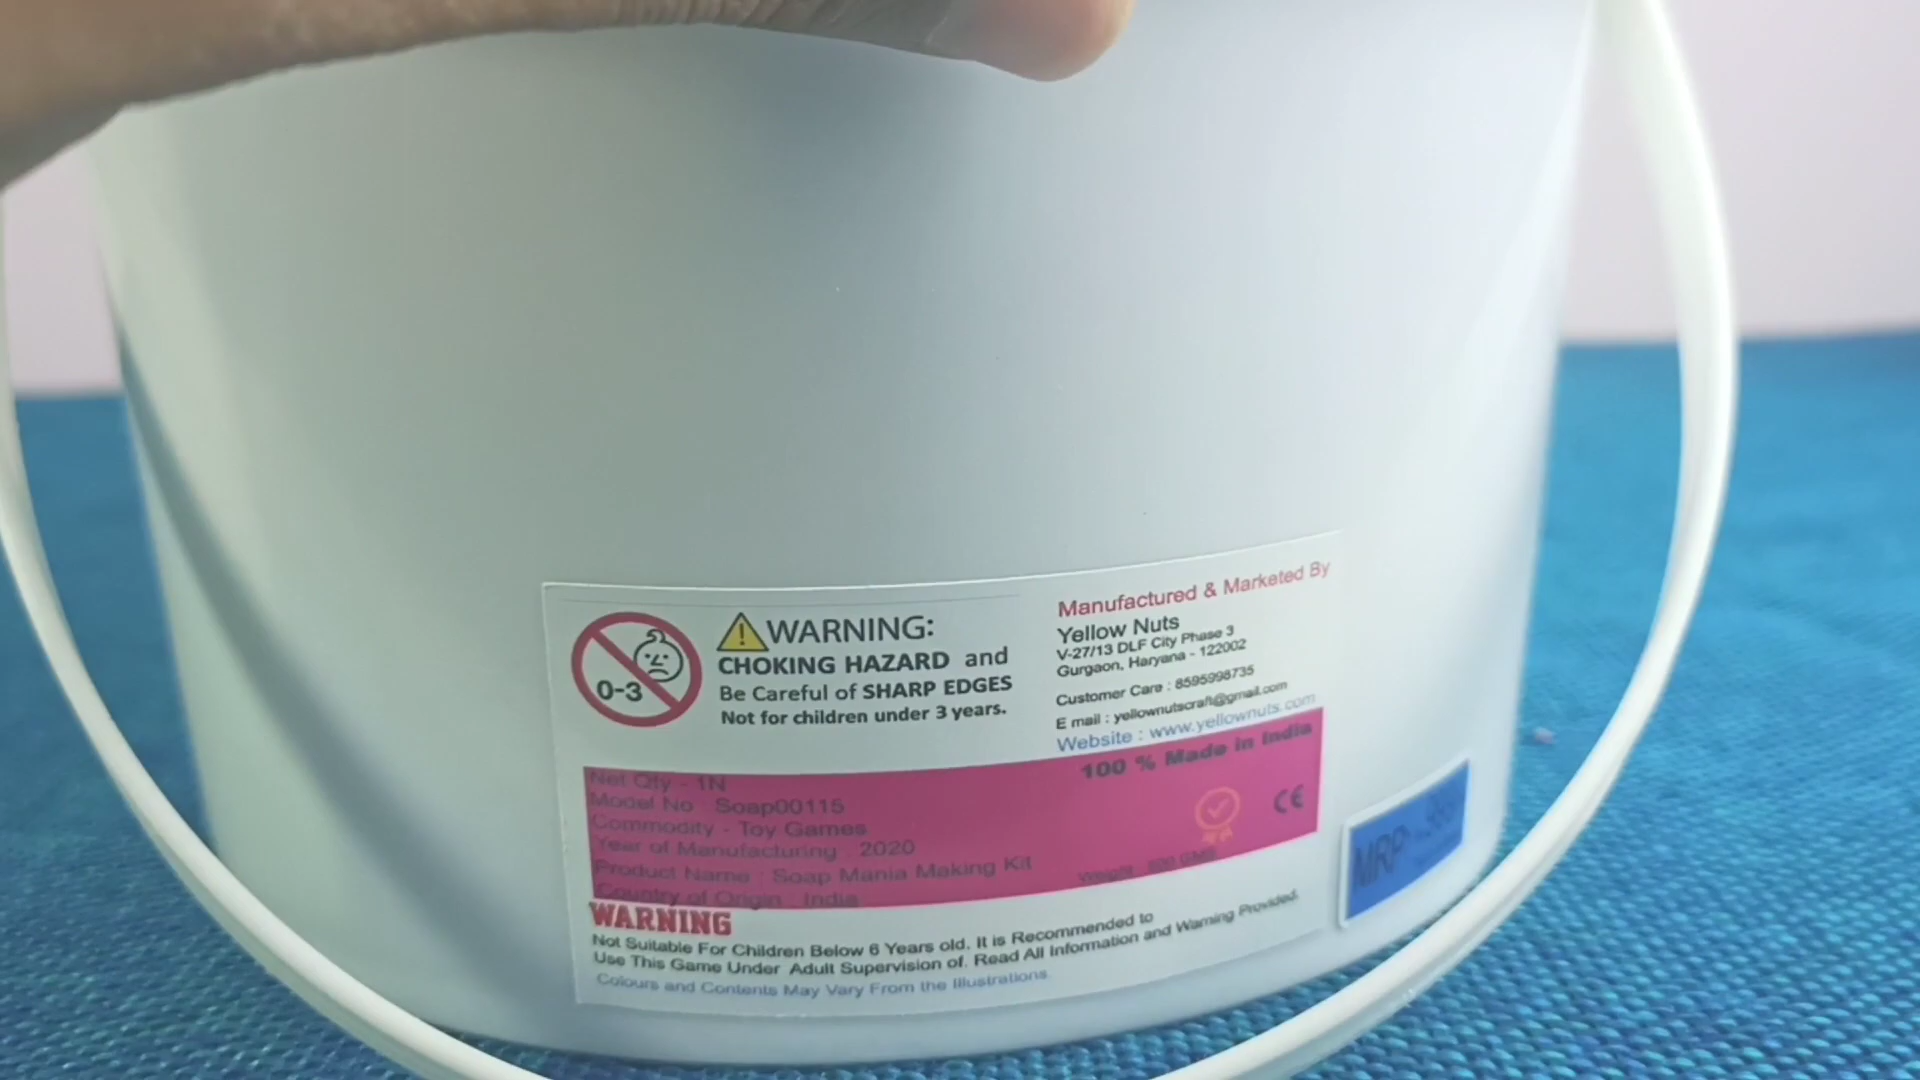 0-3
WARNING:
CHOKING HAZARD and
Be Careful of SHARP EDGES
Not for children under 3 years.
Manufactured & Marketed By
Yellow Nuts
V-27/13 DLF City Phase 3
Gurgaon, Haryana - 122002
Customer Care : 8595998735
E mail : yellownutscraft@gmail.com
Website : www.yellownuts.com
100 % Made in India
CE
Net Qty - 1N
Model No : Soap00115
Commodity - Toy Games
Year of Manufacturing : 2020
Product Name : Soap Mania Making Kit
Country of Origin : India
Weight : GMS
MRP
WARNING
Not Suitable For Children Below 6 Years old. It is Recommended to
Use This Game Under Adult Supervision of. Read All Information and Warning Provided.
Colours and Contents May Vary From the Illustrations.